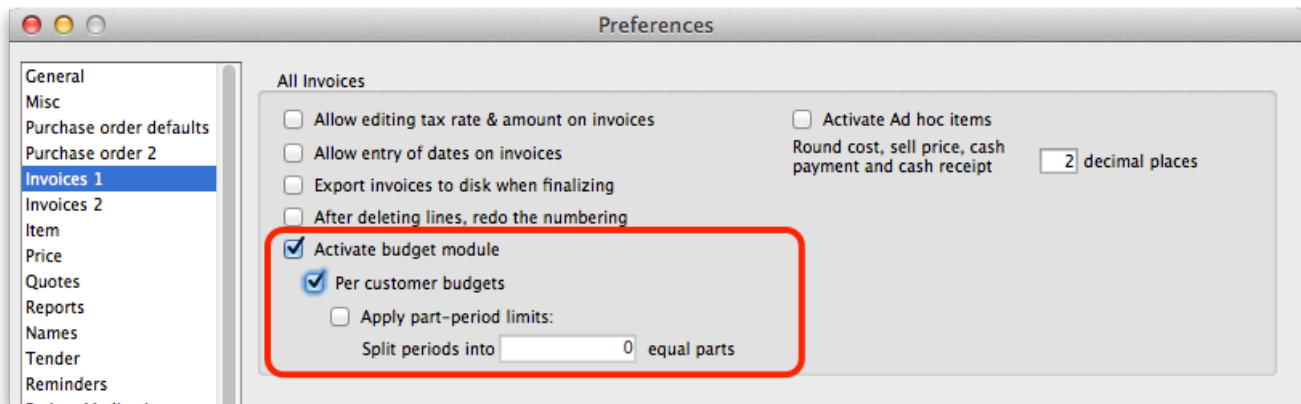 Preferences
General
Misc
Purchase order defaults
Purchase order 2
Invoices 1
Invoices 2
Item
Price
Quotes
Reports
Names
Tender
Reminders
All Invoices
Allow editing tax rate & amount on invoices
Allow entry of dates on invoices
Export invoices to disk when finalizing
After deleting lines, redo the numbering
Activate budget module
Per customer budgets
Apply part-period limits:
Split periods into 0 equal parts
Activate Ad hoc items
Round cost, sell price, cash
payment and cash receipt 2 decimal places